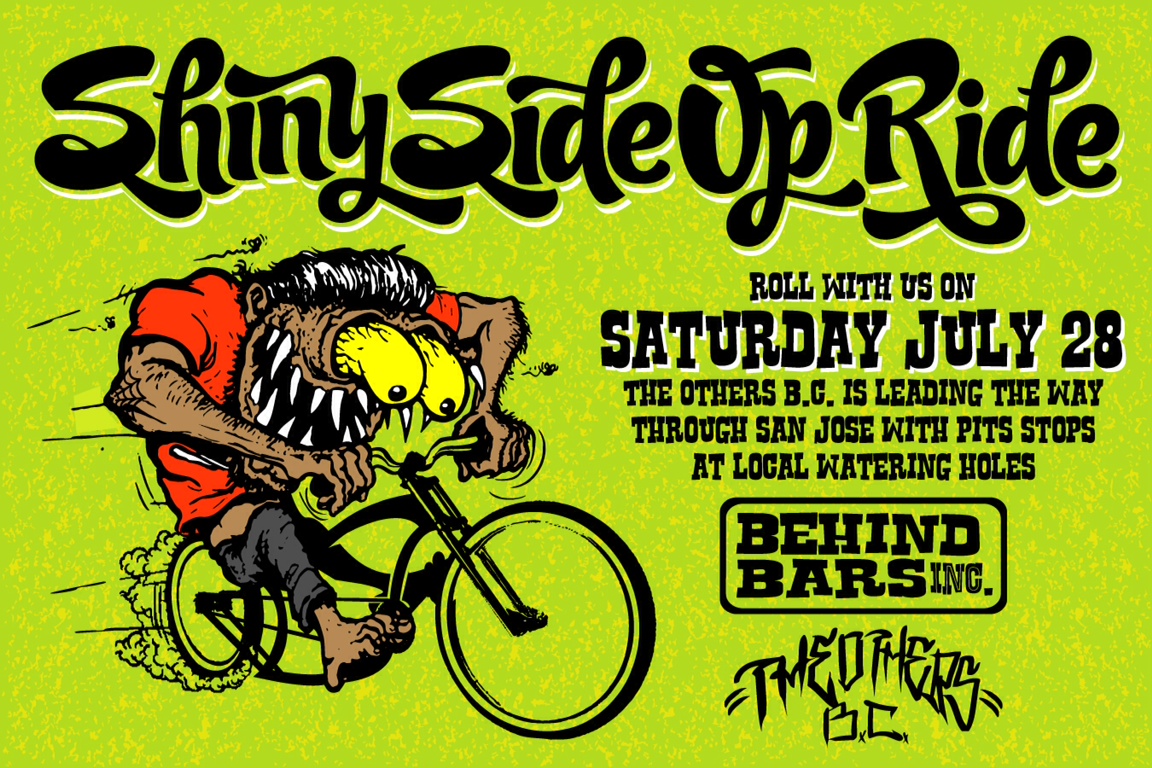 Shiny Side Up Ride
ROLL WITH US ON
SATURDAY JULY 28
THE OTHERS B.C. IS LEADING THE WAY
THROUGH SAN JOSE WITH PITS STOPS
AT LOCAL WATERING HOLES
BEHIND
BARS INC.
THE OTHERS
B.C.